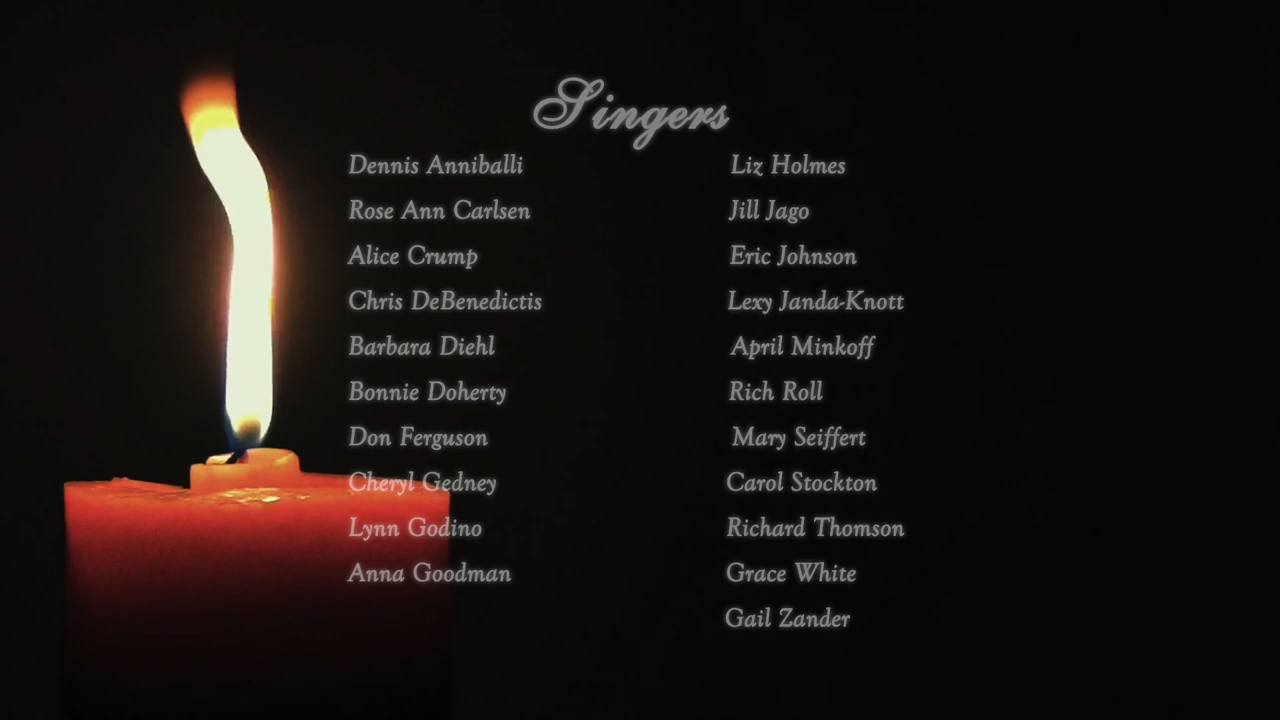 Singers
Dennis Anniballi
Rose Ann Carlsen
Alice Crump
Chris DeBenedictis
Barbara Diehl
Bonnie Doherty
Don Ferguson
Cheryl Gedney
Lynn Godino
Anna Goodman
Liz Holmes
Jill Jago
Eric Johnson
Lexy Janda-Knott
April Minkoff
Rich Roll
Mary Seiffert
Carol Stockton
Richard Thomson
Grace White
Gail Zander